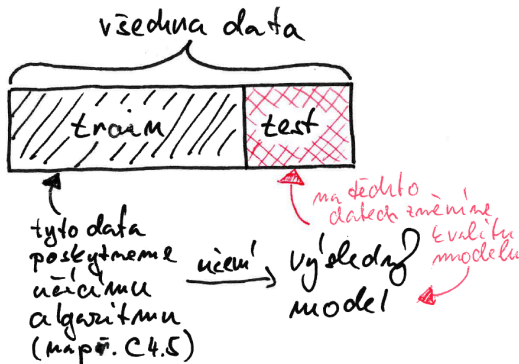 všechna data
train test
na těchto
datech změříme
kvalitu
modelu
tyto data
poskytneme
učícímu
algoritmu
(např. C4.5)
učení
výsledný
model